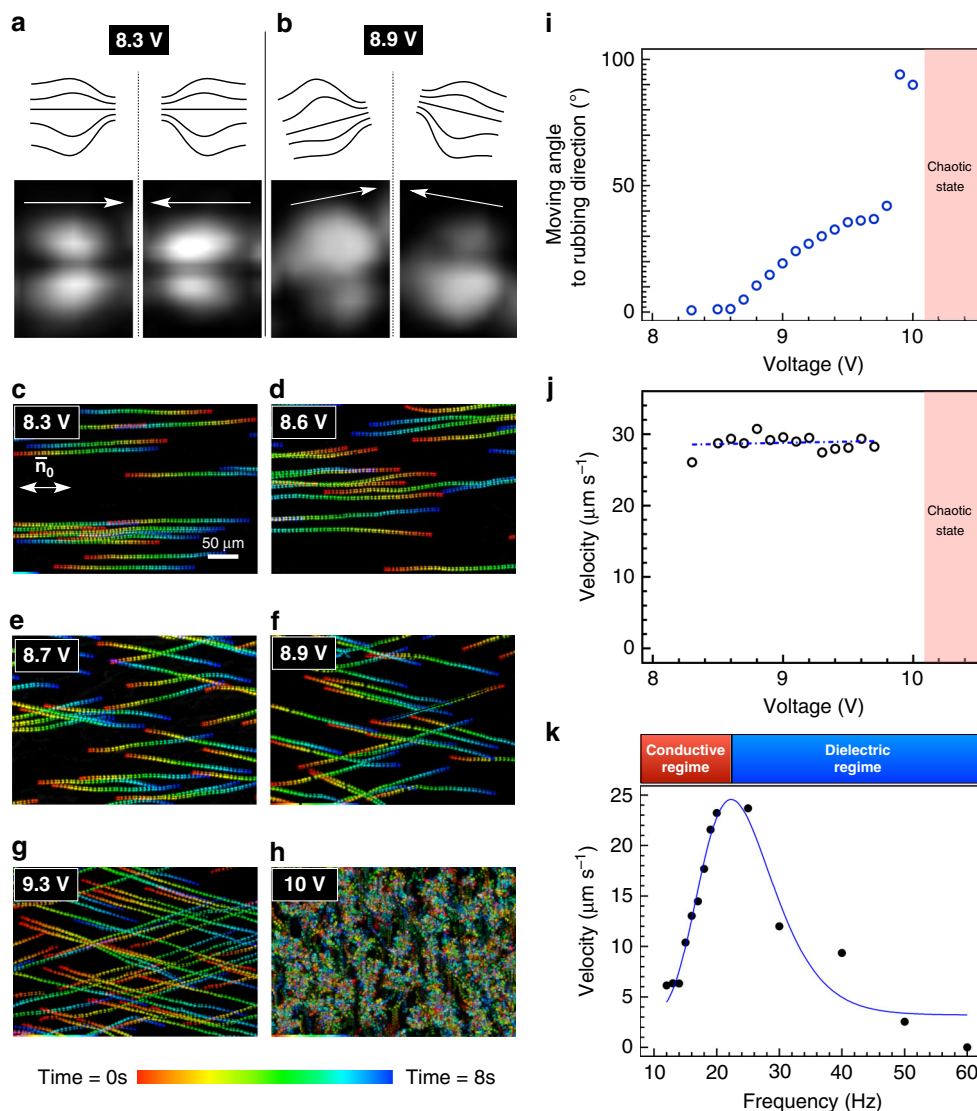 a
8.3 V
b
8.9 V
c
8.3 V
n̅₀
50 μm
d
8.6 V
e
8.7 V
f
8.9 V
g
9.3 V
h
10 V
Time = 0s
Time = 8s
i
Moving angle
to rubbing direction (°)
100
50
0
Chaotic
state
8
9
10
Voltage (V)
j
Velocity (μm s⁻¹)
40
30
20
10
0
Chaotic
state
8
9
10
Voltage (V)
k
Conductive
regime
Dielectric
regime
Velocity (μm s⁻¹)
25
20
15
10
5
0
10
20
30
40
50
60
Frequency (Hz)